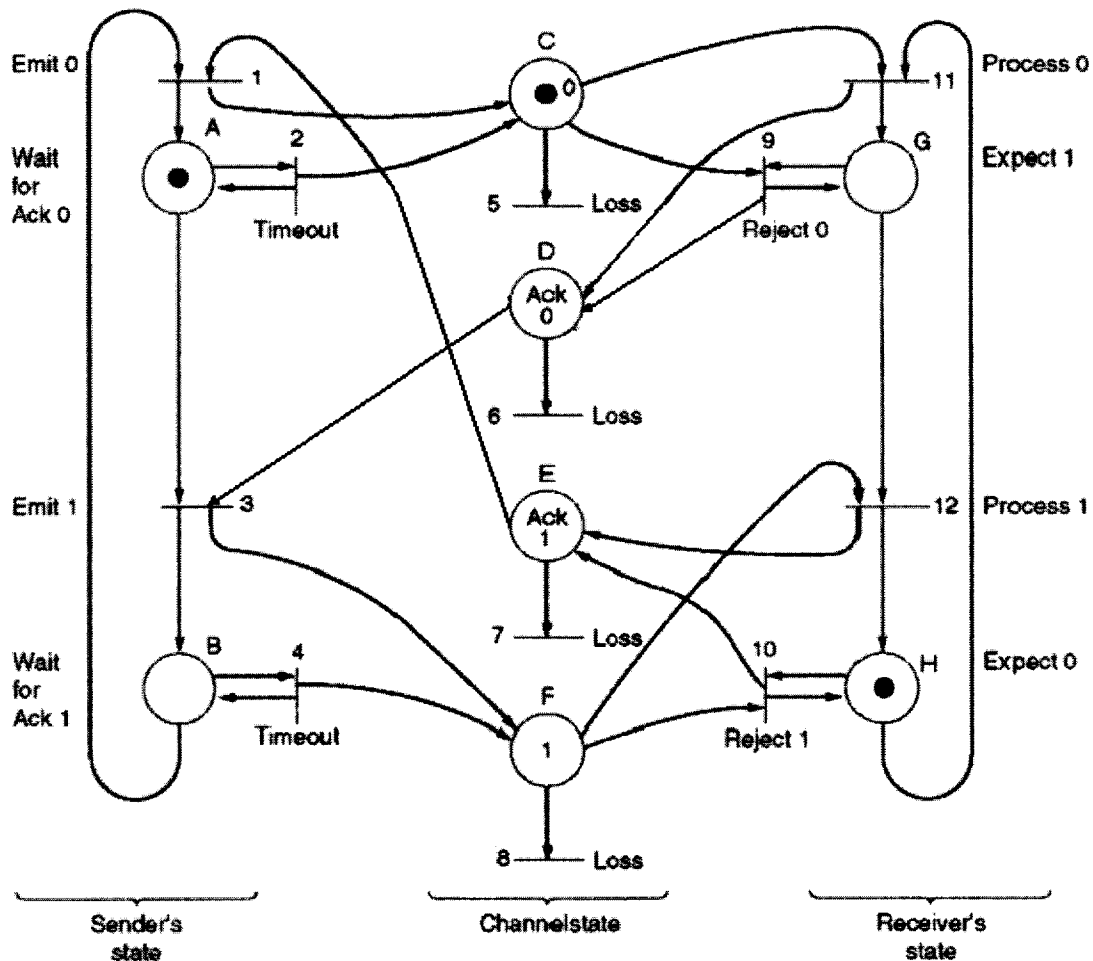 C
Emit 0
1
0
11
Process 0
A
2
9
G
Wait
for
Ack 0
Expect 1
Timeout
5
Loss
Reject 0
D
Ack
0
6
Loss
E
Emit 1
3
Ack
1
12
Process 1
7
Loss
B
4
10
H
Wait
for
Ack 1
Expect 0
F
Timeout
1
Reject 1
8
Loss
Sender's
state
Channelstate
Receiver's
state